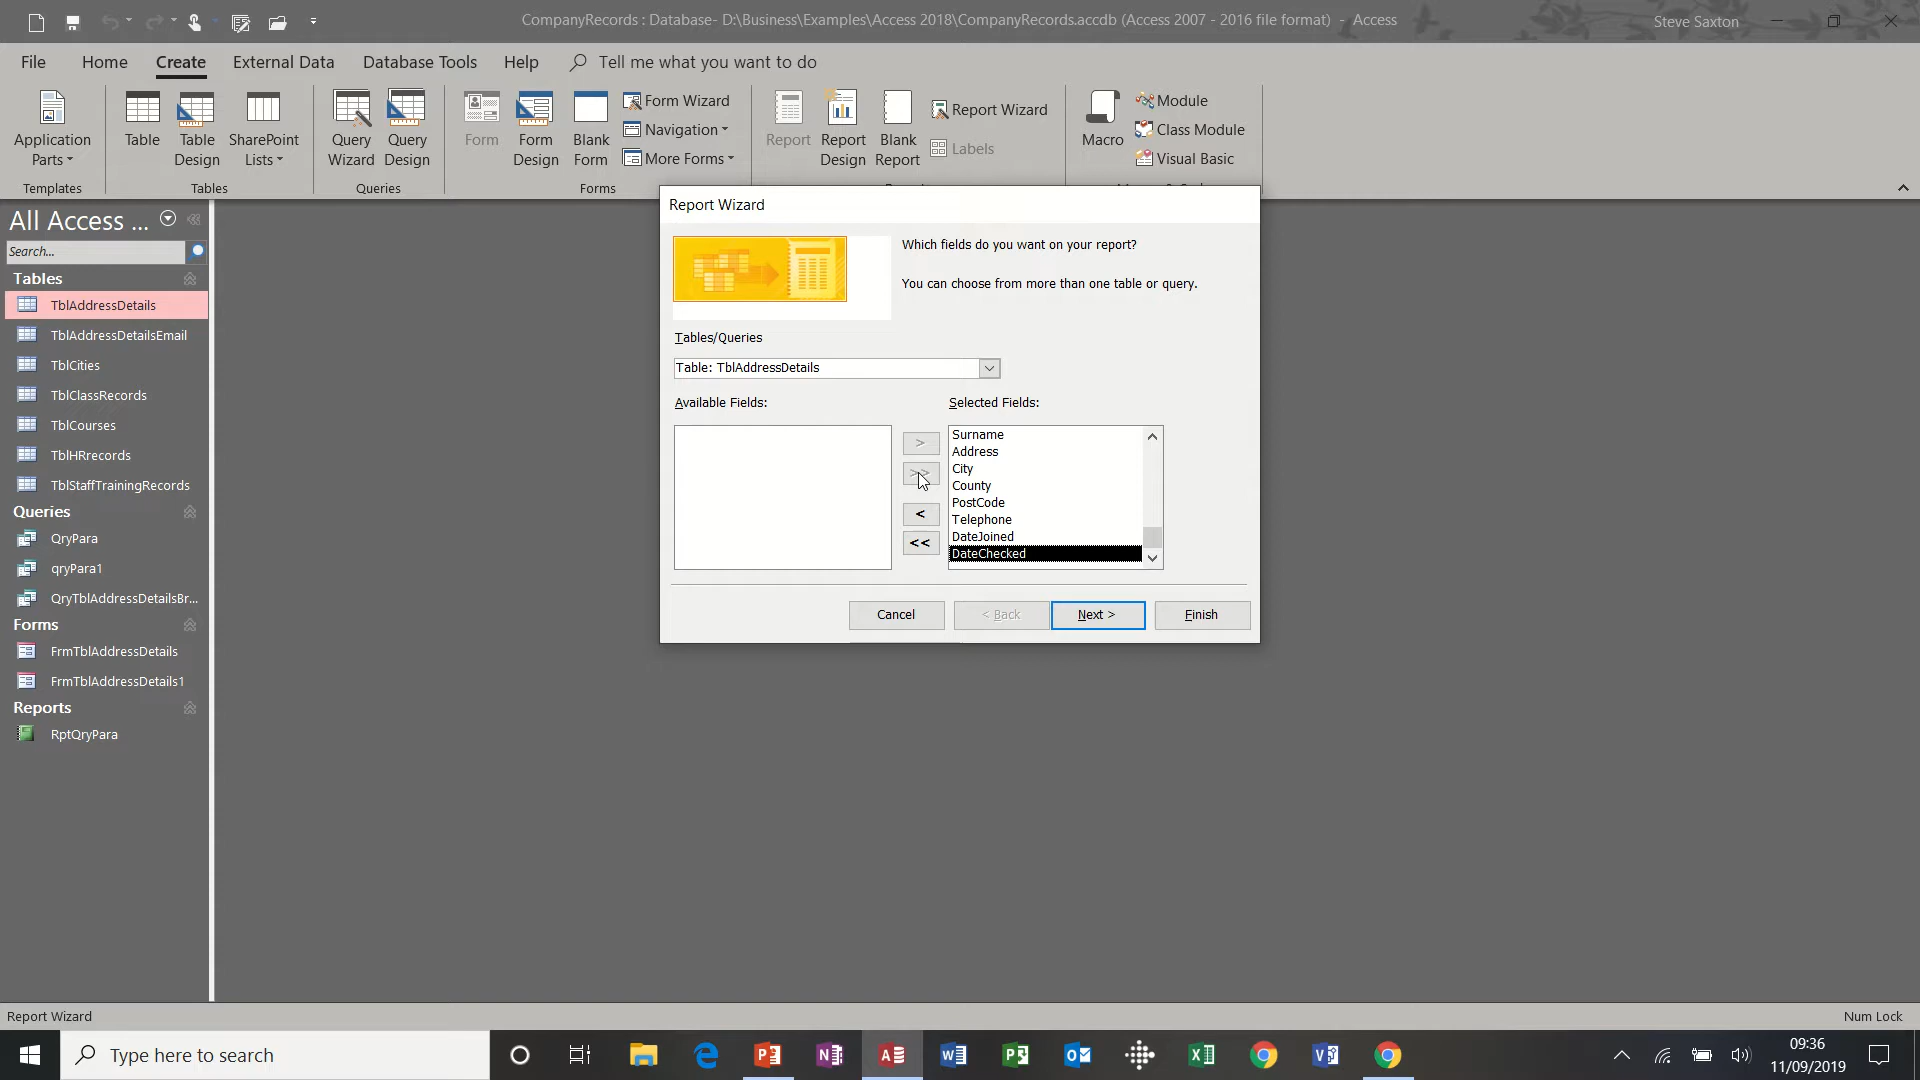 CompanyRecords : Database- D:\Business\Examples\Access 2018\CompanyRecords.accdb (Access 2007 - 2016 file format) - Access
Steve Saxton
File Home Create External Data Database Tools Help Tell me what you want to do
Application Parts
Table
Table Design
SharePoint Lists
Query Wizard
Query Design
Form
Form Design
Blank Form
Form Wizard
Navigation
More Forms
Report
Report Design
Blank Report
Report Wizard
Labels
Macro
Module
Class Module
Visual Basic
Templates
Tables
Queries
Forms
All Access ...
Search...
Tables
TblAddressDetails
TblAddressDetailsEmail
TblCities
TblClassRecords
TblCourses
TblHRrecords
TblStaffTrainingRecords
Queries
QryPara
qryPara1
QryTblAddressDetailsBr...
Forms
FrmTblAddressDetails
FrmTblAddressDetails1
Reports
RptQryPara
Report Wizard
Which fields do you want on your report?
You can choose from more than one table or query.
Tables/Queries
Table: TblAddressDetails
Available Fields:
Selected Fields:
>
>>
<
<<
Surname
Address
City
County
PostCode
Telephone
DateJoined
DateChecked
Cancel
< Back
Next >
Finish
Report Wizard
Num Lock
Type here to search
09:36
11/09/2019